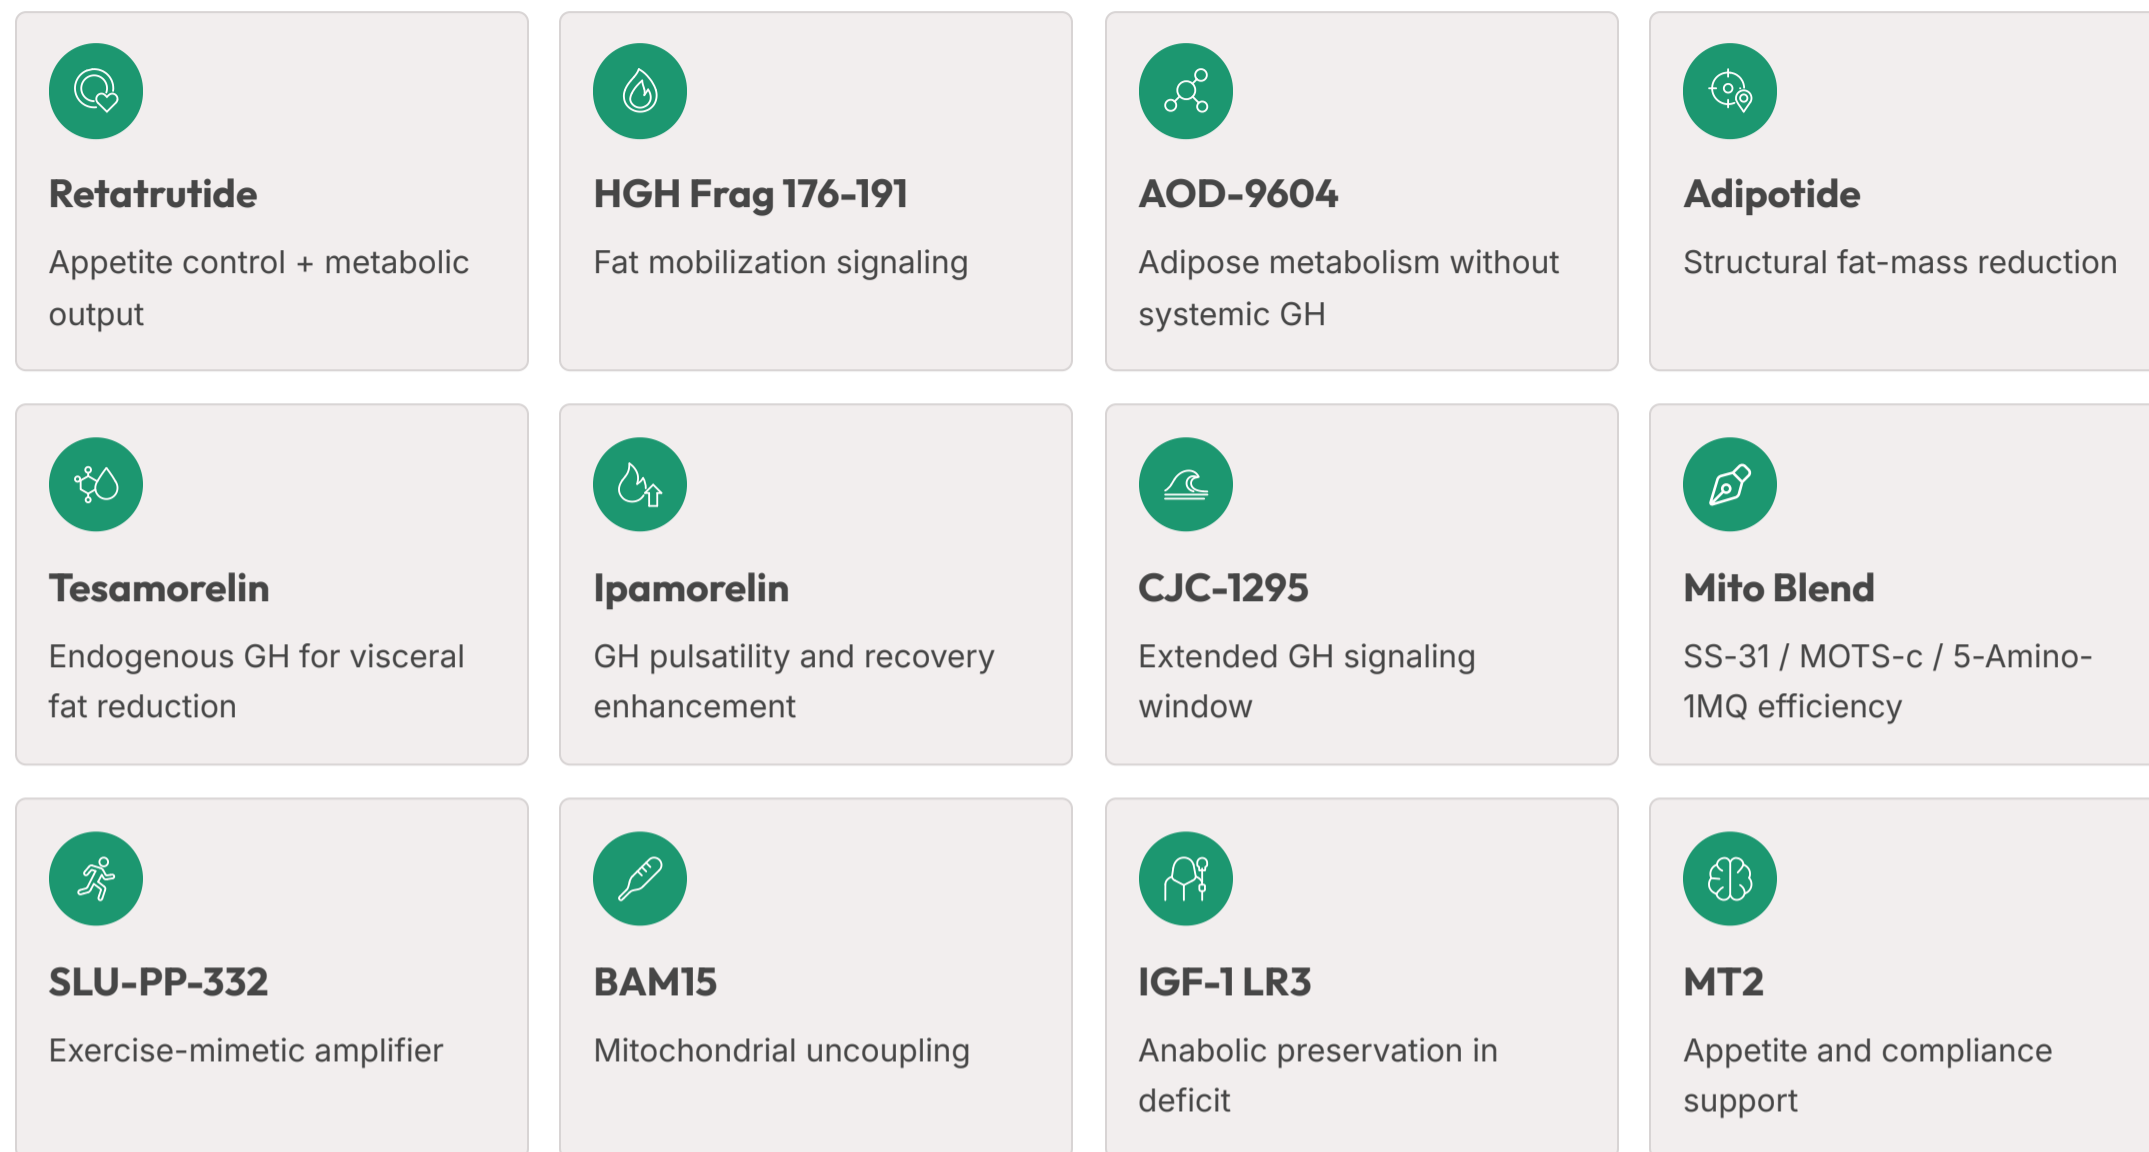 Retatrutide
Appetite control + metabolic
output
HGH Frag 176-191
Fat mobilization signaling
AOD-9604
Adipose metabolism without
systemic GH
Adipotide
Structural fat-mass reduction
Tesamorelin
Endogenous GH for visceral
fat reduction
Ipamorelin
GH pulsatility and recovery
enhancement
CJC-1295
Extended GH signaling
window
Mito Blend
SS-31 / MOTS-c / 5-Amino-
1MQ efficiency
SLU-PP-332
Exercise-mimetic amplifier
BAM15
Mitochondrial uncoupling
IGF-1 LR3
Anabolic preservation in
deficit
MT2
Appetite and compliance
support